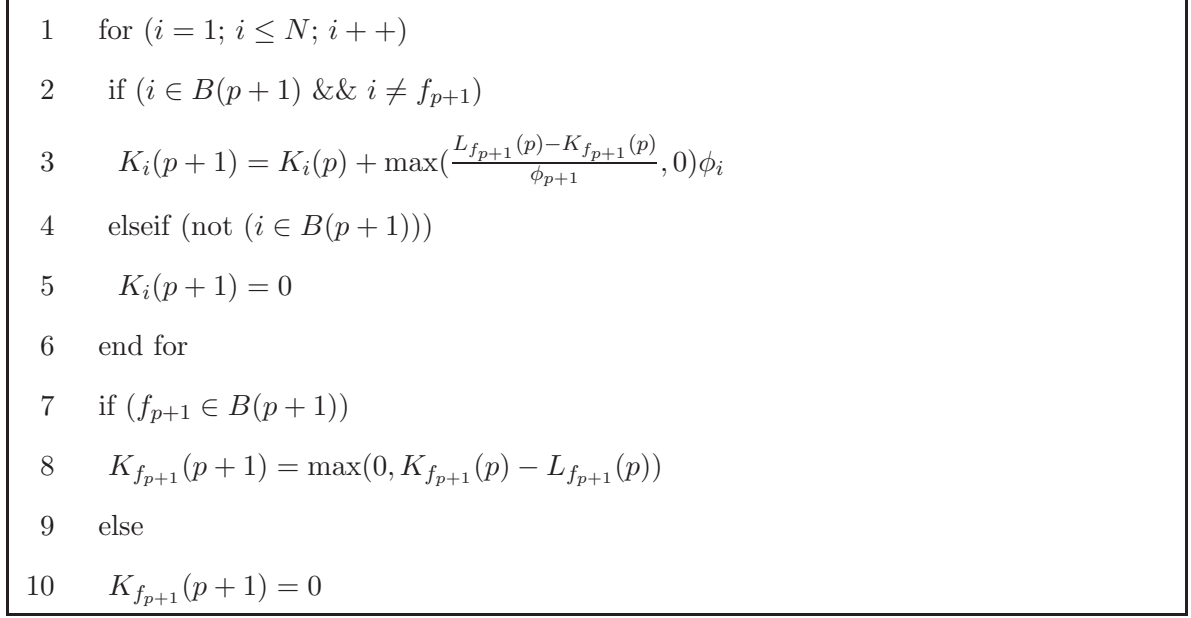 1 for (i = 1; i ≤ N; i + +)
2 if (i ∈ B(p + 1) && i ≠ f_{p+1})
3 K_i(p + 1) = K_i(p) + max(\frac{L_{f_{p+1}}(p)−K_{f_{p+1}}(p)}{ϕ_{p+1}}, 0)ϕ_i
4 elseif (not (i ∈ B(p + 1)))
5 K_i(p + 1) = 0
6 end for
7 if (f_{p+1} ∈ B(p + 1))
8 K_{f_{p+1}}(p + 1) = max(0, K_{f_{p+1}}(p) − L_{f_{p+1}}(p))
9 else
10 K_{f_{p+1}}(p + 1) = 0